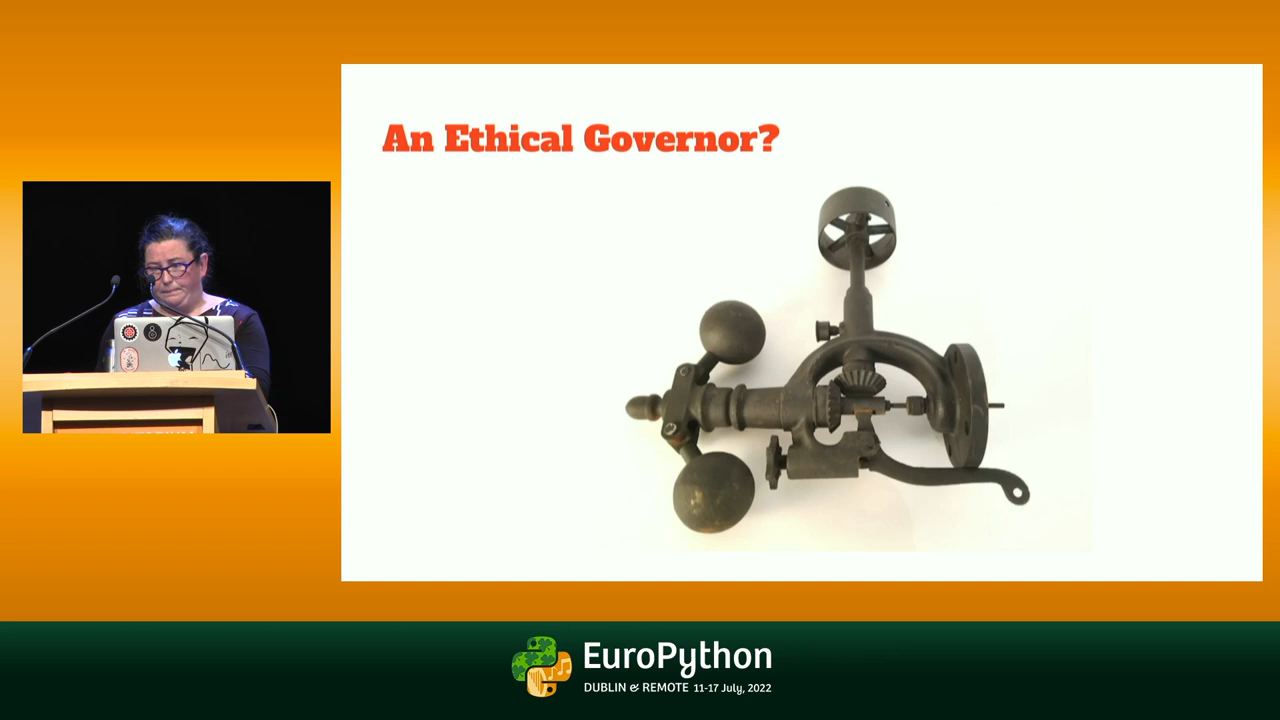 An Ethical Governor?
EuroPython
DUBLIN & REMOTE 11-17 July, 2022